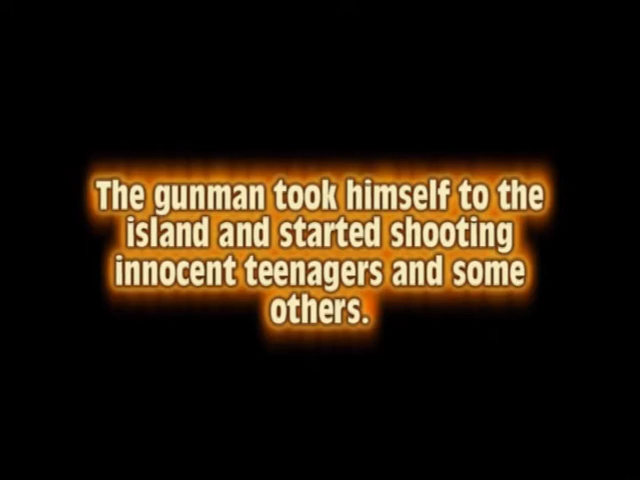 The gunman took himself to the
island and started shooting
innocent teenagers and some
others.